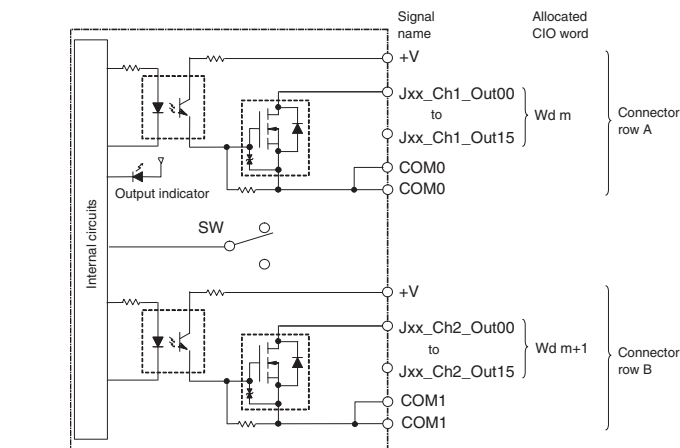 Signal
name
Allocated
CIO word
+V
Jxx_Ch1_Out00
to
Jxx_Ch1_Out15
Wd m
Connector
row A
COM0
COM0
Output indicator
SW
Internal circuits
+V
Jxx_Ch2_Out00
to
Jxx_Ch2_Out15
Wd m+1
Connector
row B
COM1
COM1